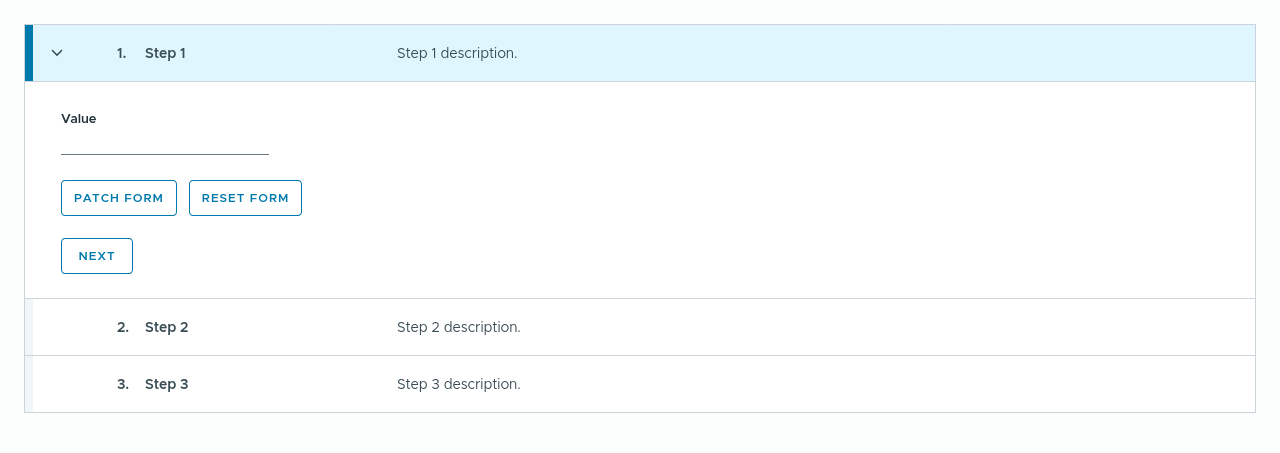 1. Step 1 Step 1 description.
Value
PATCH FORM RESET FORM
NEXT
2. Step 2 Step 2 description.
3. Step 3 Step 3 description.